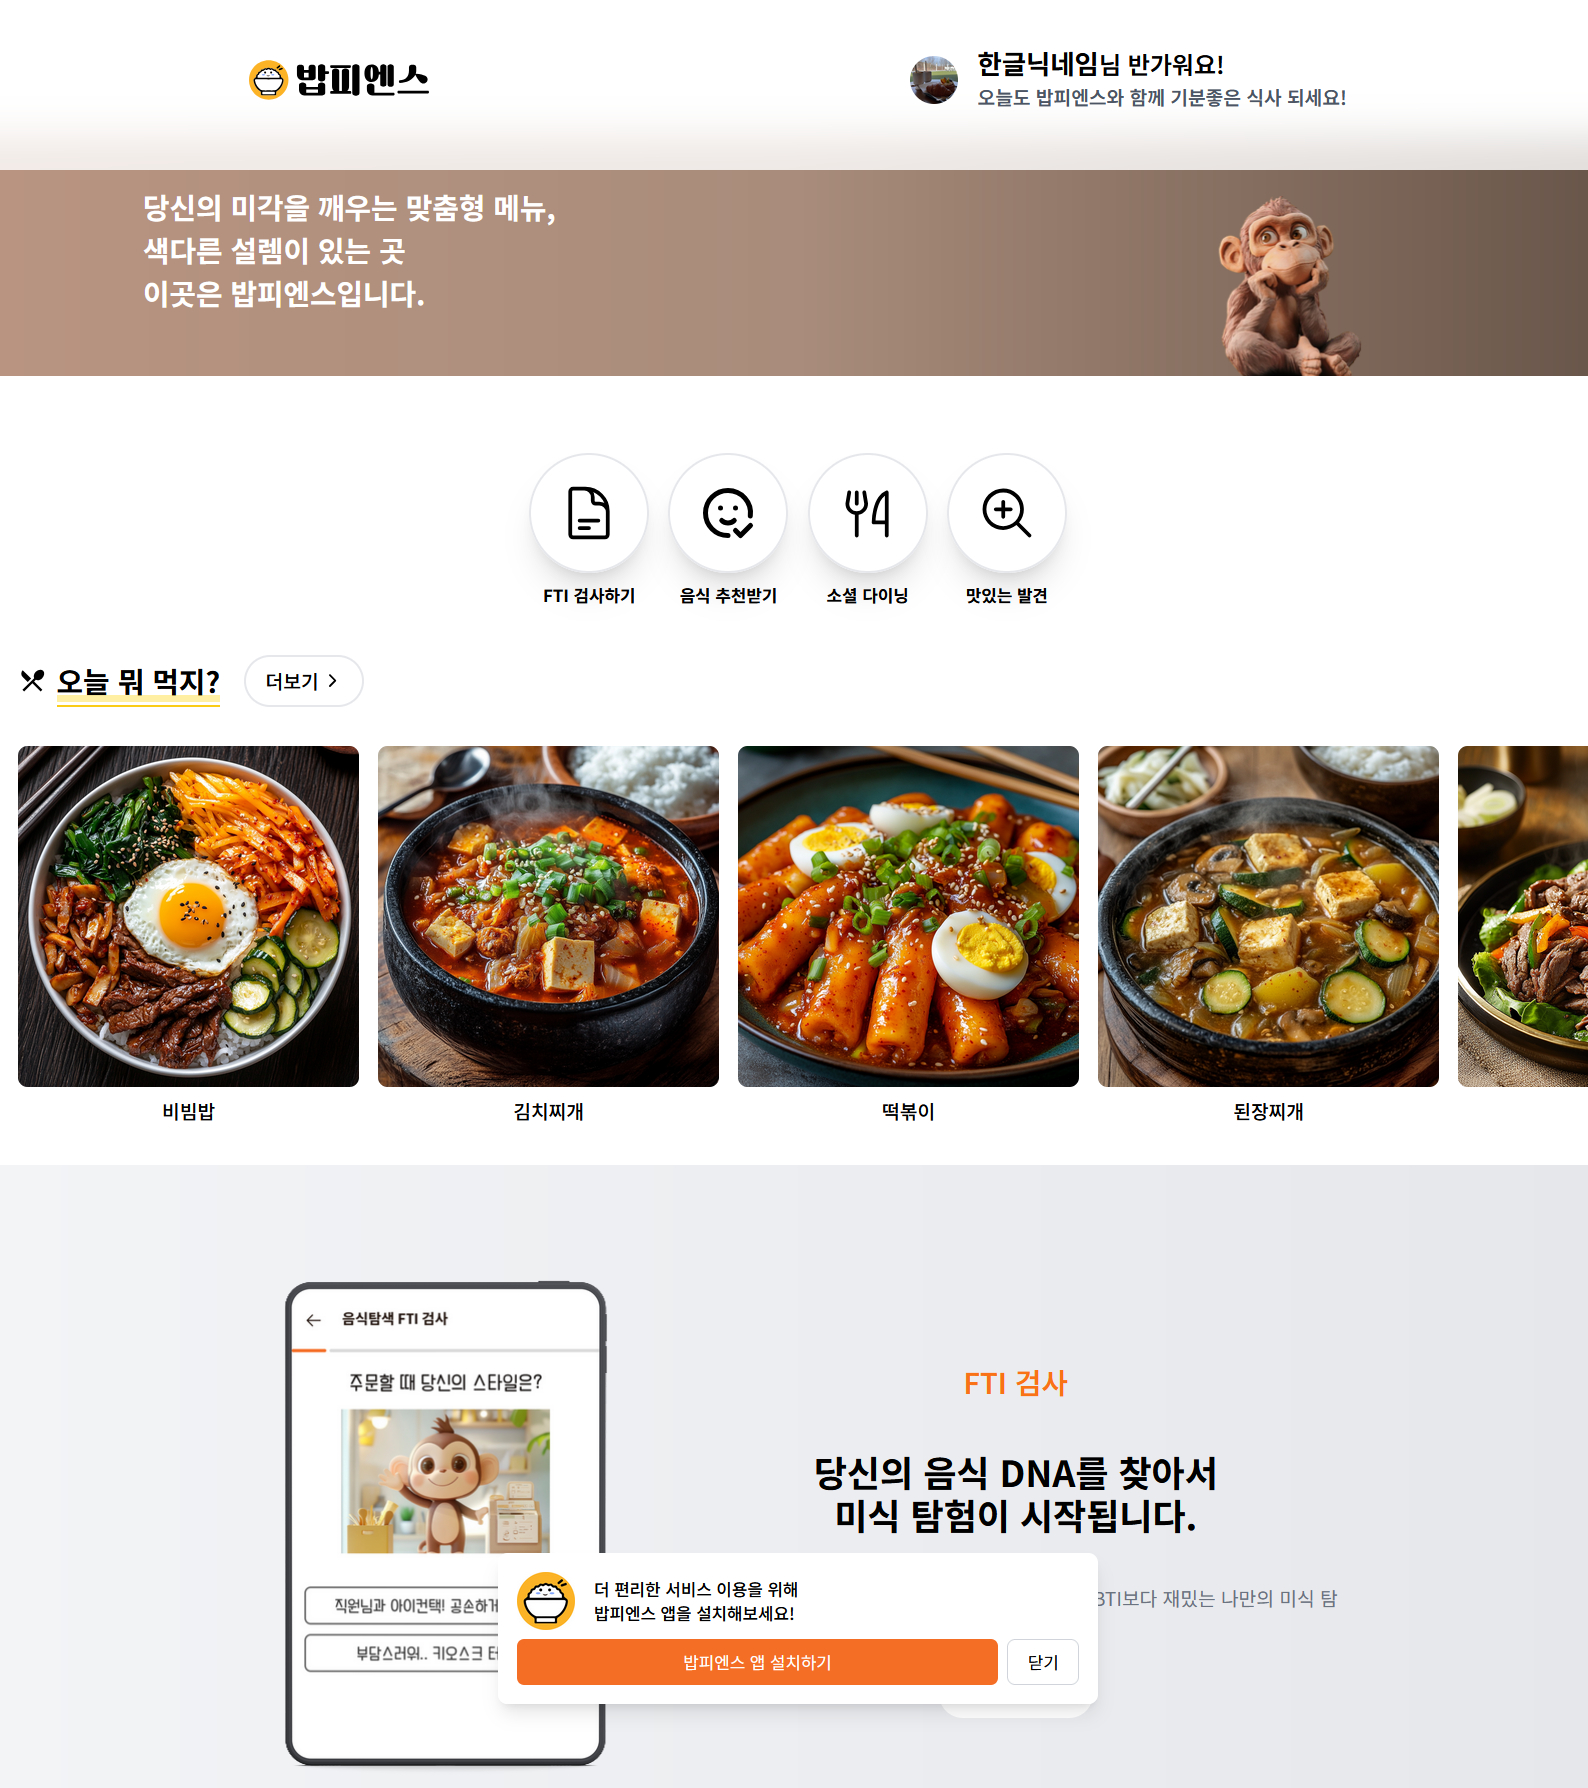 밥피엔스
한글닉네임님 반가워요!
오늘도 밥피엔스와 함께 기분좋은 식사 되세요!
당신의 미각을 깨우는 맞춤형 메뉴,
색다른 설렘이 있는 곳
이곳은 밥피엔스입니다.
FTI 검사하기
음식 추천받기
소셜 다이닝
맛있는 발견
오늘 뭐 먹지?
더보기
비빔밥
김치찌개
떡볶이
된장찌개
음식탐색 FTI 검사
주문할 때 당신의 스타일은?
직원님과 아이컨택! 공손하게
부담스러워.. 키오스크
FTI 검사
당신의 음식 DNA를 찾아서
미식 탐험이 시작됩니다.
BTI보다 재밌는 나만의 미식 탐
더 편리한 서비스 이용을 위해
밥피엔스 앱을 설치해보세요!
밥피엔스 앱 설치하기
닫기